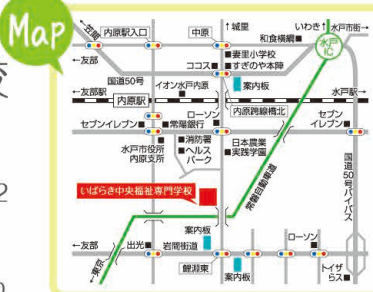 Map
校
2
←笠間
内原駅入口
中原
↑城里
いわき↑
水戸市街→
和食横綱
水戸IC
←友部
妻里小学校
ココス
すぎのや本陣
国道50号
イオン水戸内原
案内板
←友部駅
水戸駅→
内原駅
内原跨線橋北
ローソン
セブンイレブン
常陽銀行
セブンイレブン
消防署
ヘルスパーク
日本農業実践学園
水戸市役所内原支所
国道50号バイパス
いばらき中央福祉専門学校
常磐自動車道
案内板
ローソン
←友部
出光
岩間街道
←東京
鯉淵東
案内板
トイザらス